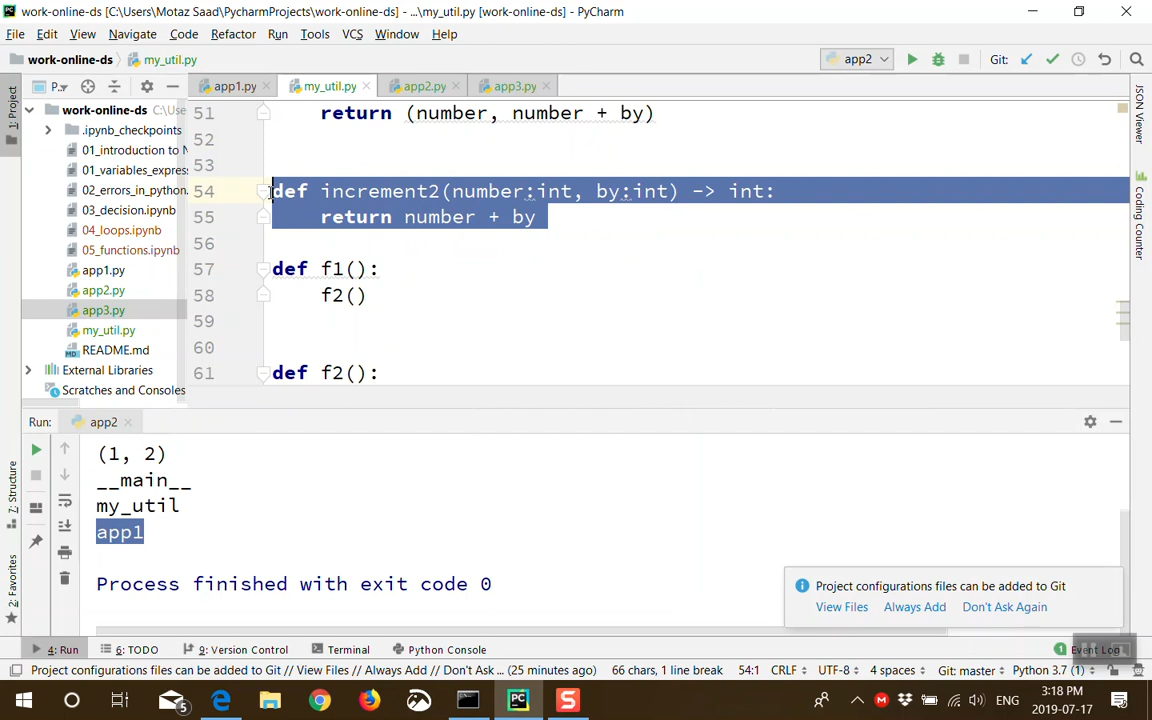 work-online-ds [C:\Users\Motaz Saad\PycharmProjects\work-online-ds] - ...\my_util.py [work-online-ds] - PyCharm
File Edit View Navigate Code Refactor Run Tools VCS Window Help
work-online-ds my_util.py app2 Git:
P.. app1.py my_util.py app2.py app3.py
1: Project
work-online-ds C:\Use
.ipynb_checkpoints
01_introduction to N
01_variables_expres
02_errors_in_python.
03_decision.ipynb
04_loops.ipynb
05_functions.ipynb
app1.py
app2.py
app3.py
my_util.py
README.md
External Libraries
Scratches and Consoles
51 return (number, number + by)
52
53
54 def increment2(number:int, by:int) -> int:
55 return number + by
56
57 def f1():
58 f2()
59
60
61 def f2():
JSON Viewer
Coding Counter
Run: app2
(1, 2)
__main__
my_util
app1
Process finished with exit code 0
7: Structure
2: Favorites
Project configurations files can be added to Git
View Files Always Add Don't Ask Again
4: Run 6: TODO 9: Version Control Terminal Python Console Event Log
Project configurations files can be added to Git // View Files // Always Add // Don't Ask ... (25 minutes ago) 66 chars, 1 line break 54:1 CRLF UTF-8 4 spaces Git: master Python 3.7 (1)
5 ENG 3:18 PM
2019-07-17